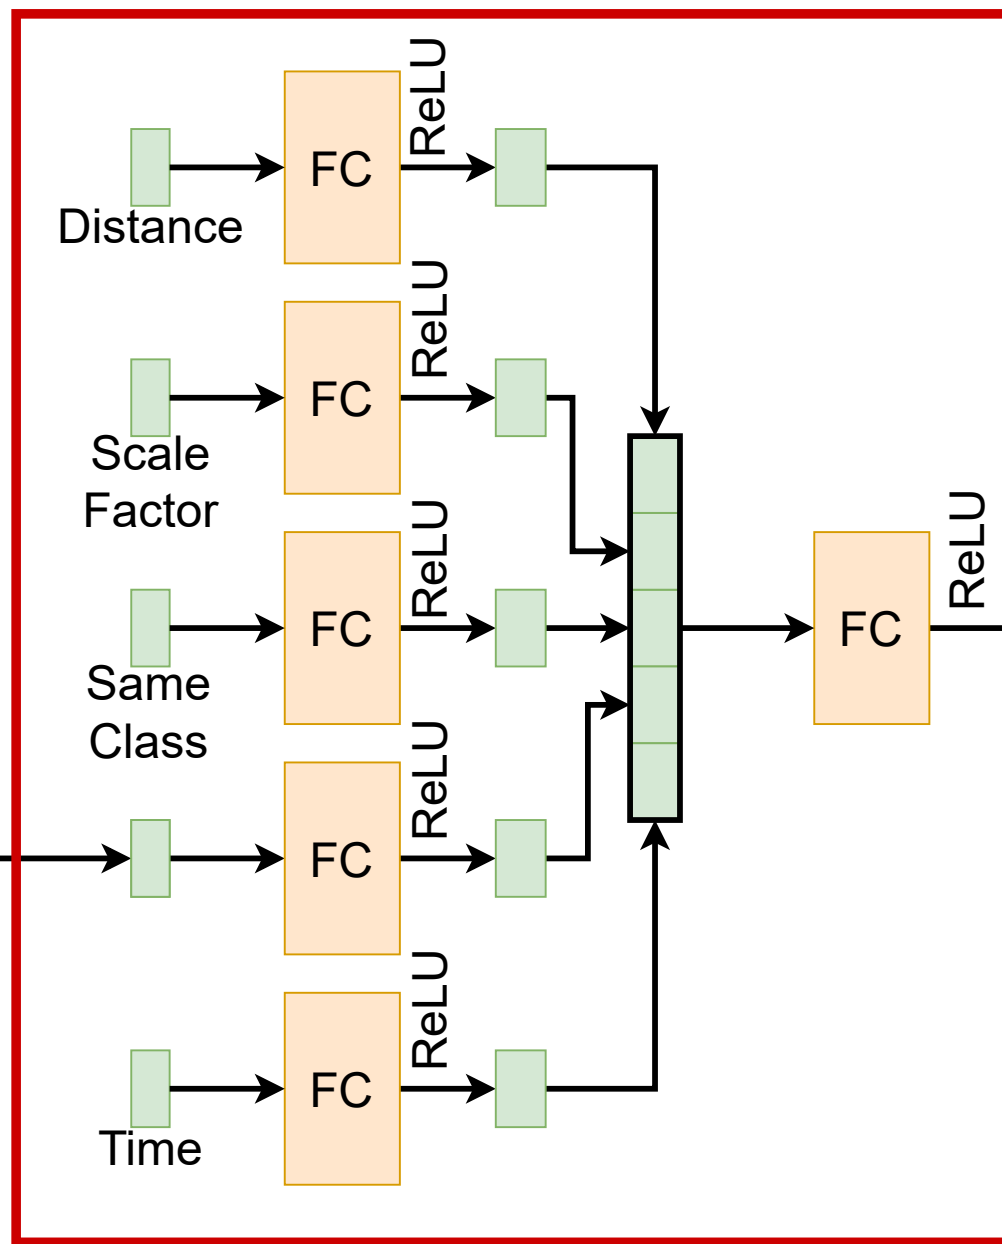 ReLU
FC
Distance
ReLU
FC
Scale
Factor
ReLU
FC
Same
Class
ReLU
FC
ReLU
FC
Time
FC
ReLU